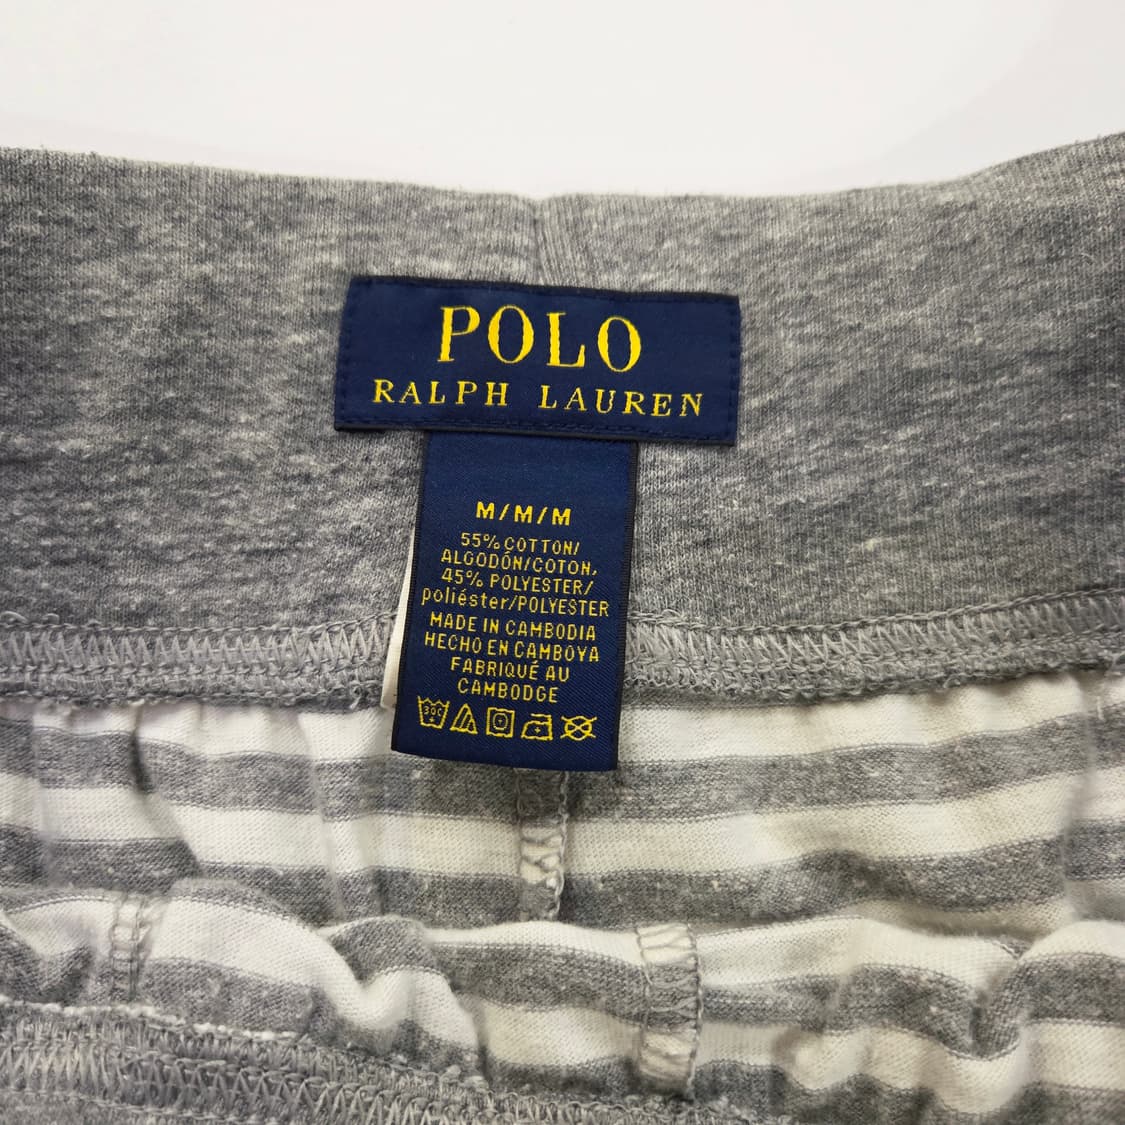 POLO
RALPH LAUREN
M/M/M
55% COTTON/
ALGODÓN/COTON,
45% POLYESTER/
poliéster/POLYESTER
MADE IN CAMBODIA
HECHO EN CAMBOYA
FABRIQUÉ AU
CAMBODGE
30C